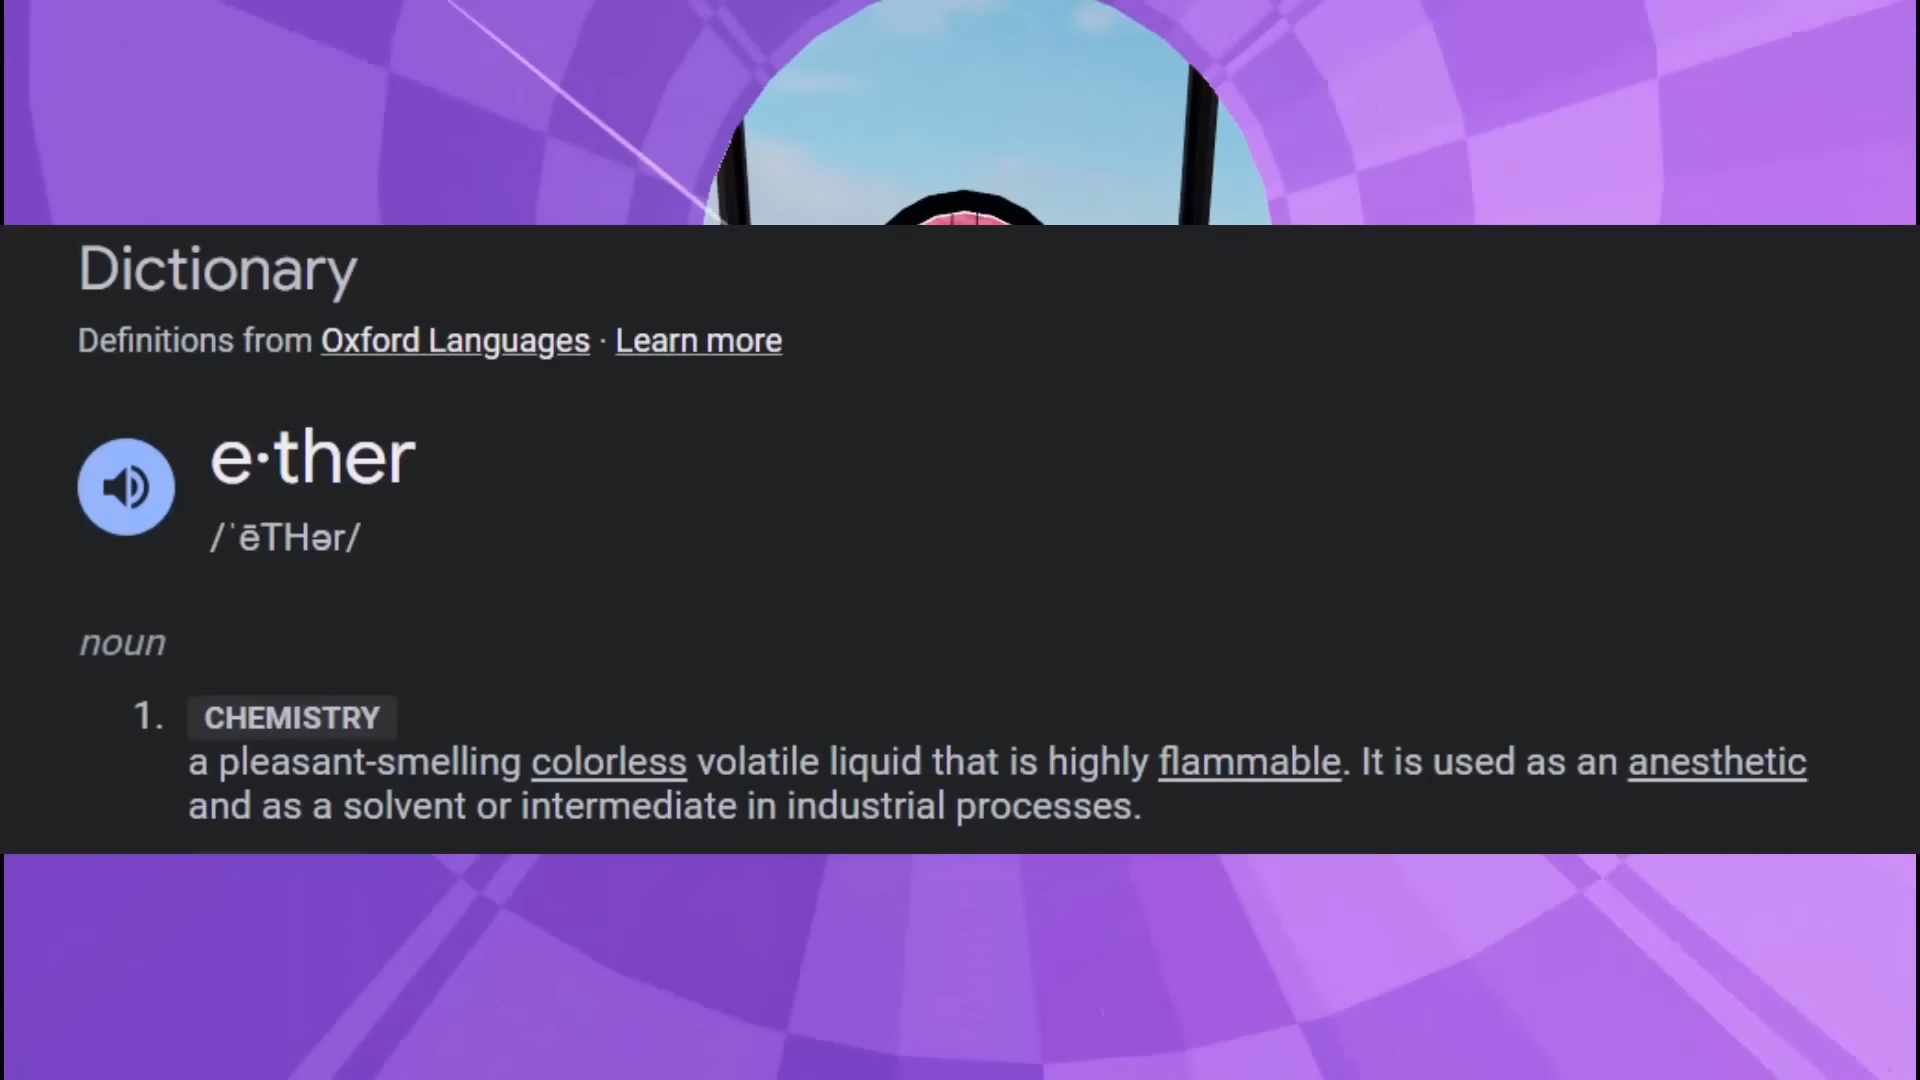 Dictionary
Definitions from Oxford Languages · Learn more
e·ther
/ˈēTHər/
noun
1. CHEMISTRY
a pleasant-smelling colorless volatile liquid that is highly flammable. It is used as an anesthetic
and as a solvent or intermediate in industrial processes.